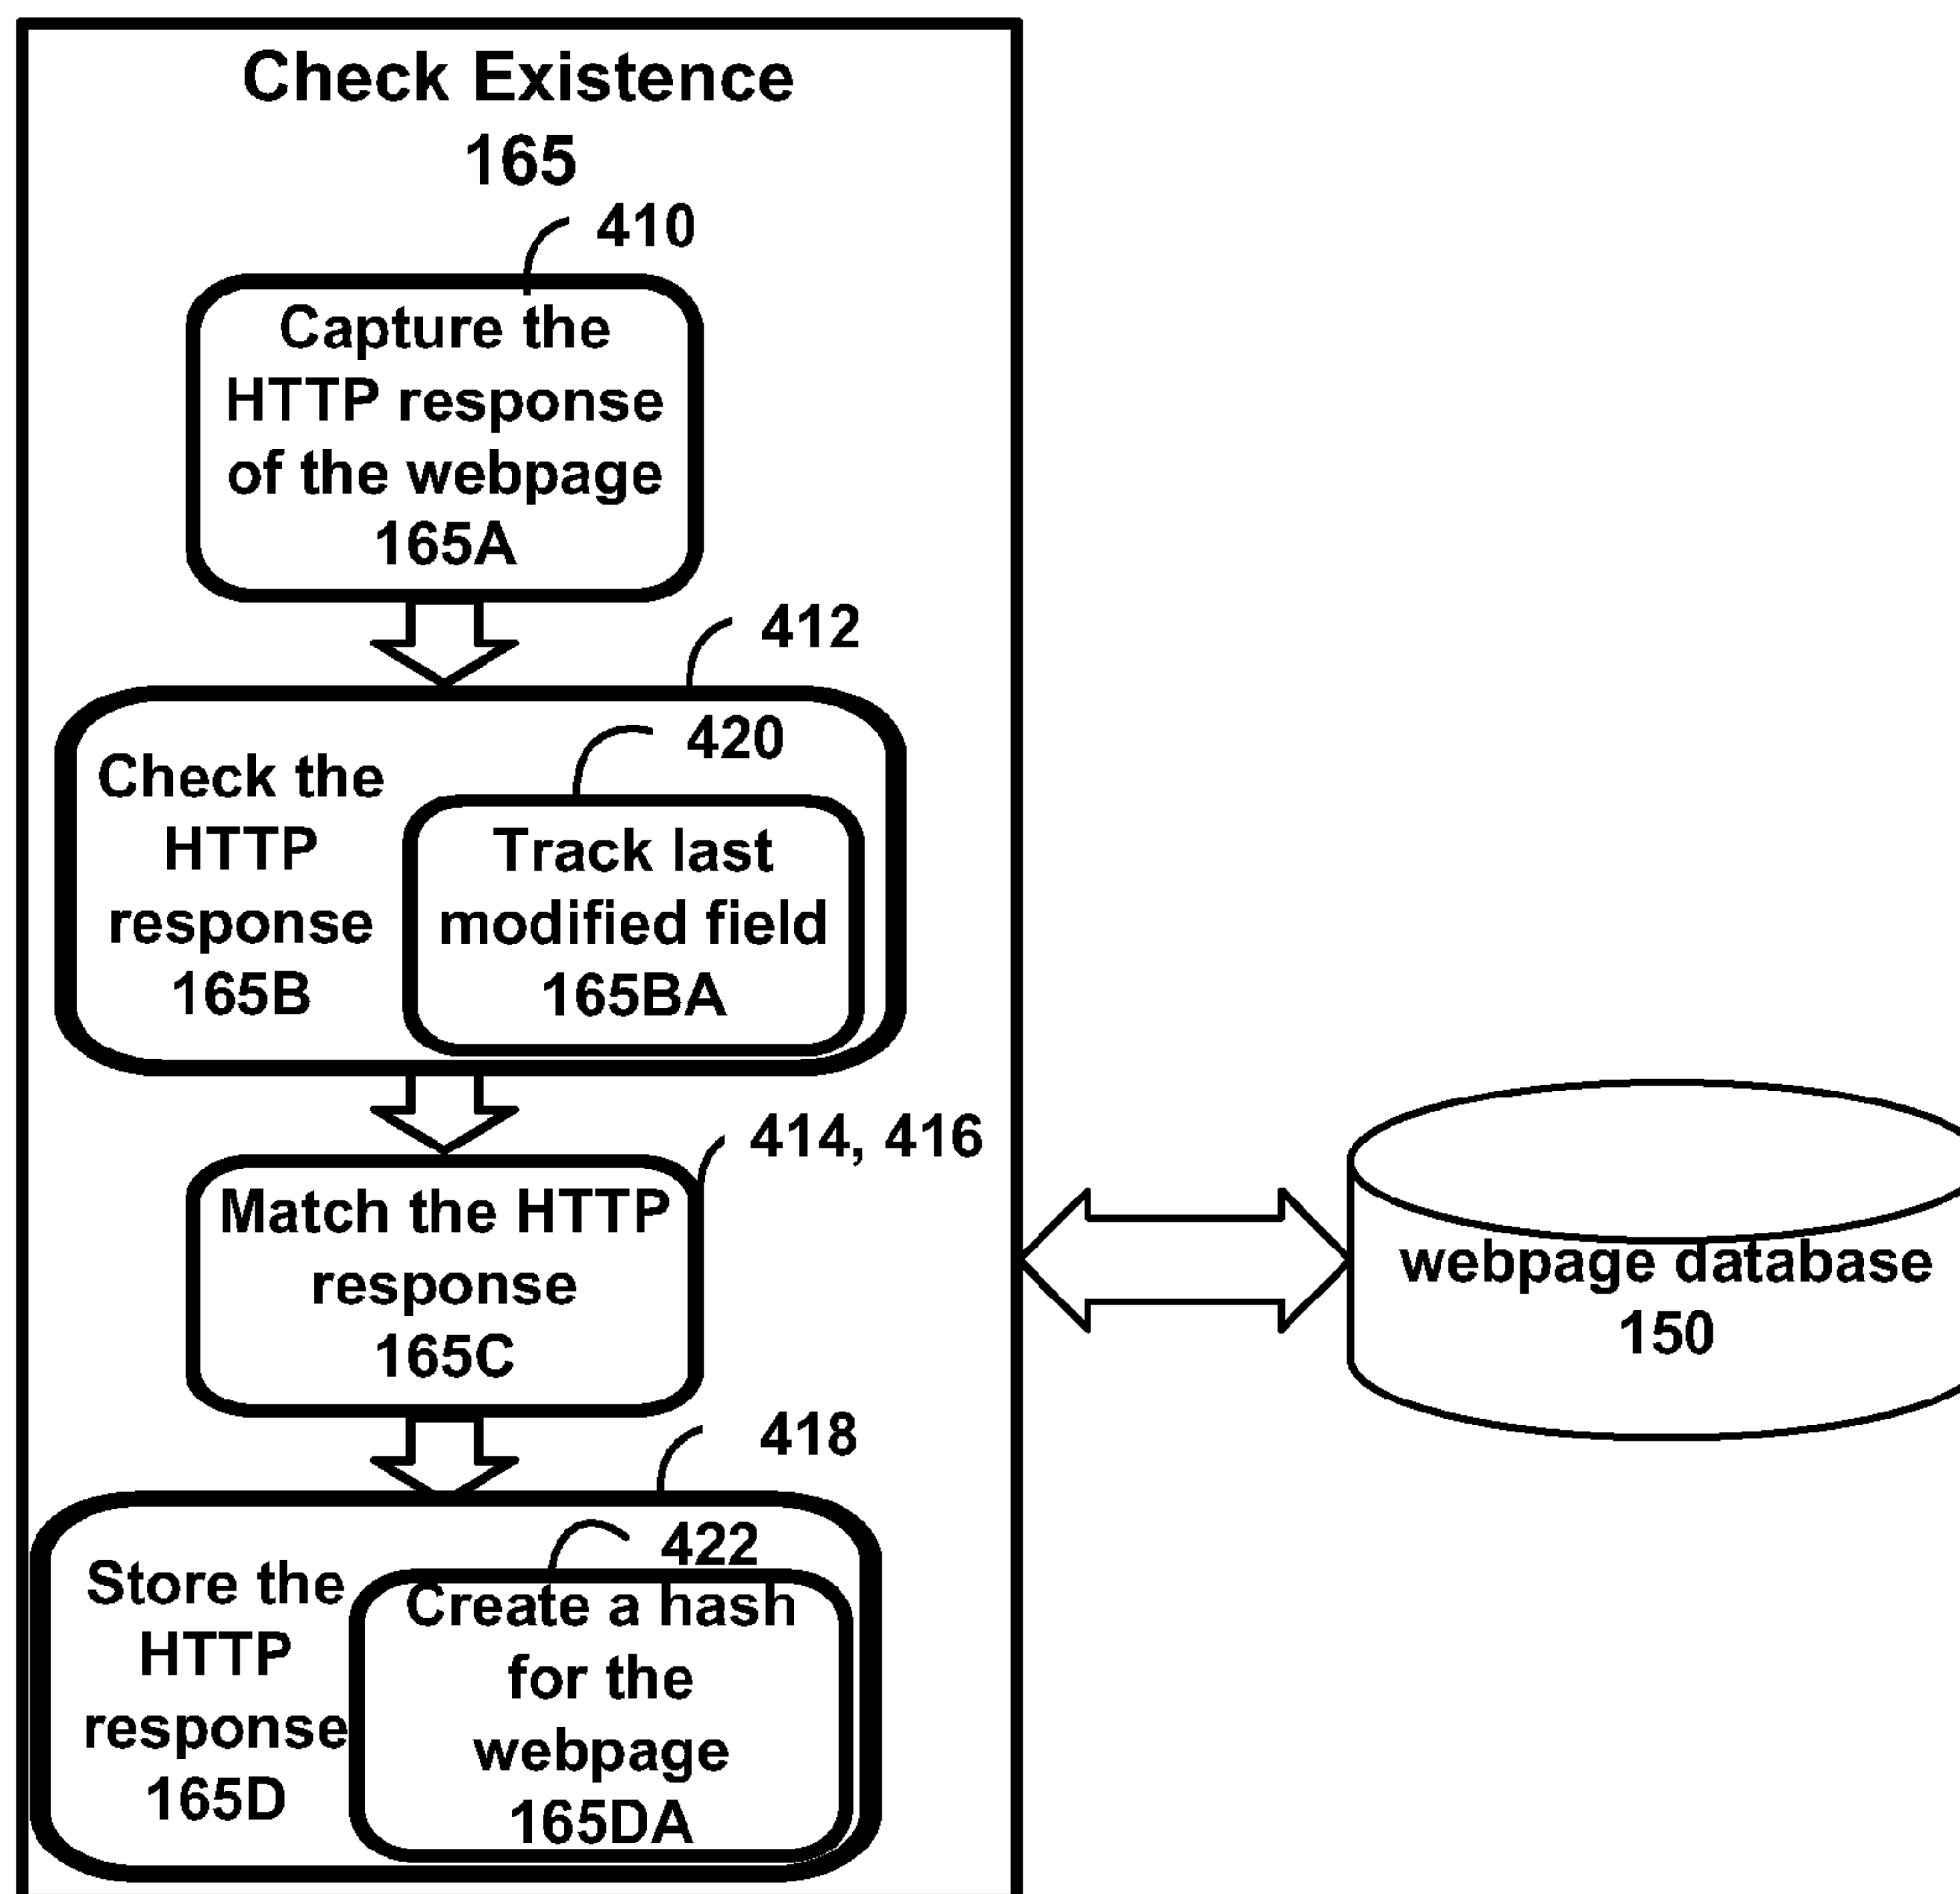 Check Existence
165
410
Capture the
HTTP response
of the webpage
165A
412
420
Check the
HTTP
response
165B
Track last
modified field
165BA
414, 416
Match the HTTP
response
165C
webpage database
150
418
422
Store the
HTTP
response
165D
Create a hash
for the
webpage
165DA